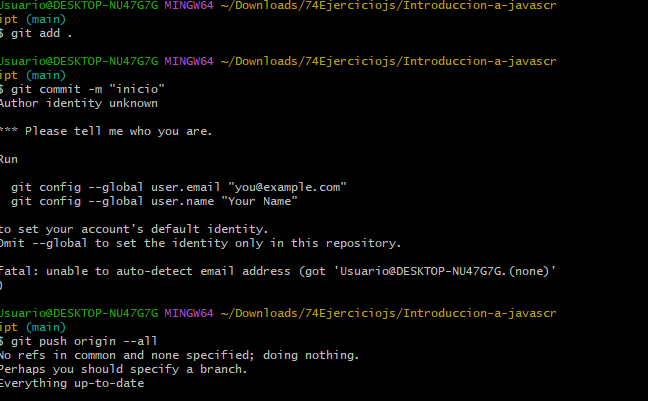 Usuario@DESKTOP-NU47G7G MINGW64 ~/Downloads/74Ejerciciojs/Introduccion-a-javascr
ipt (main)
$ git add .
Usuario@DESKTOP-NU47G7G MINGW64 ~/Downloads/74Ejerciciojs/Introduccion-a-javascr
ipt (main)
$ git commit -m "inicio"
Author identity unknown
*** Please tell me who you are.
Run
git config --global user.email "you@example.com"
git config --global user.name "Your Name"
to set your account's default identity.
Omit --global to set the identity only in this repository.
fatal: unable to auto-detect email address (got 'Usuario@DESKTOP-NU47G7G.(none)'
)
Usuario@DESKTOP-NU47G7G MINGW64 ~/Downloads/74Ejerciciojs/Introduccion-a-javascr
ipt (main)
$ git push origin --all
No refs in common and none specified; doing nothing.
Perhaps you should specify a branch.
Everything up-to-date